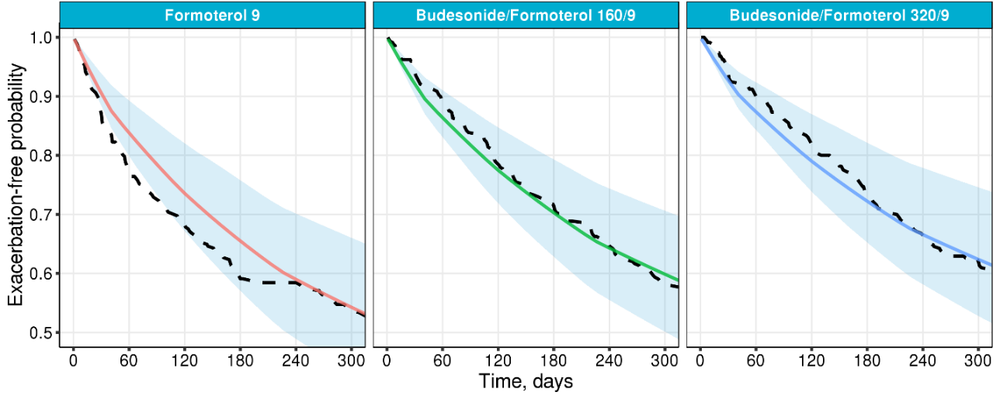 Formoterol 9 Budesonide/Formoterol 160/9 Budesonide/Formoterol 320/9
Exacerbation-free probability
1.0
0.9
0.8
0.7
0.6
0.5
0 60 120 180 240 300 0 60 120 180 240 300 0 60 120 180 240 300
Time, days